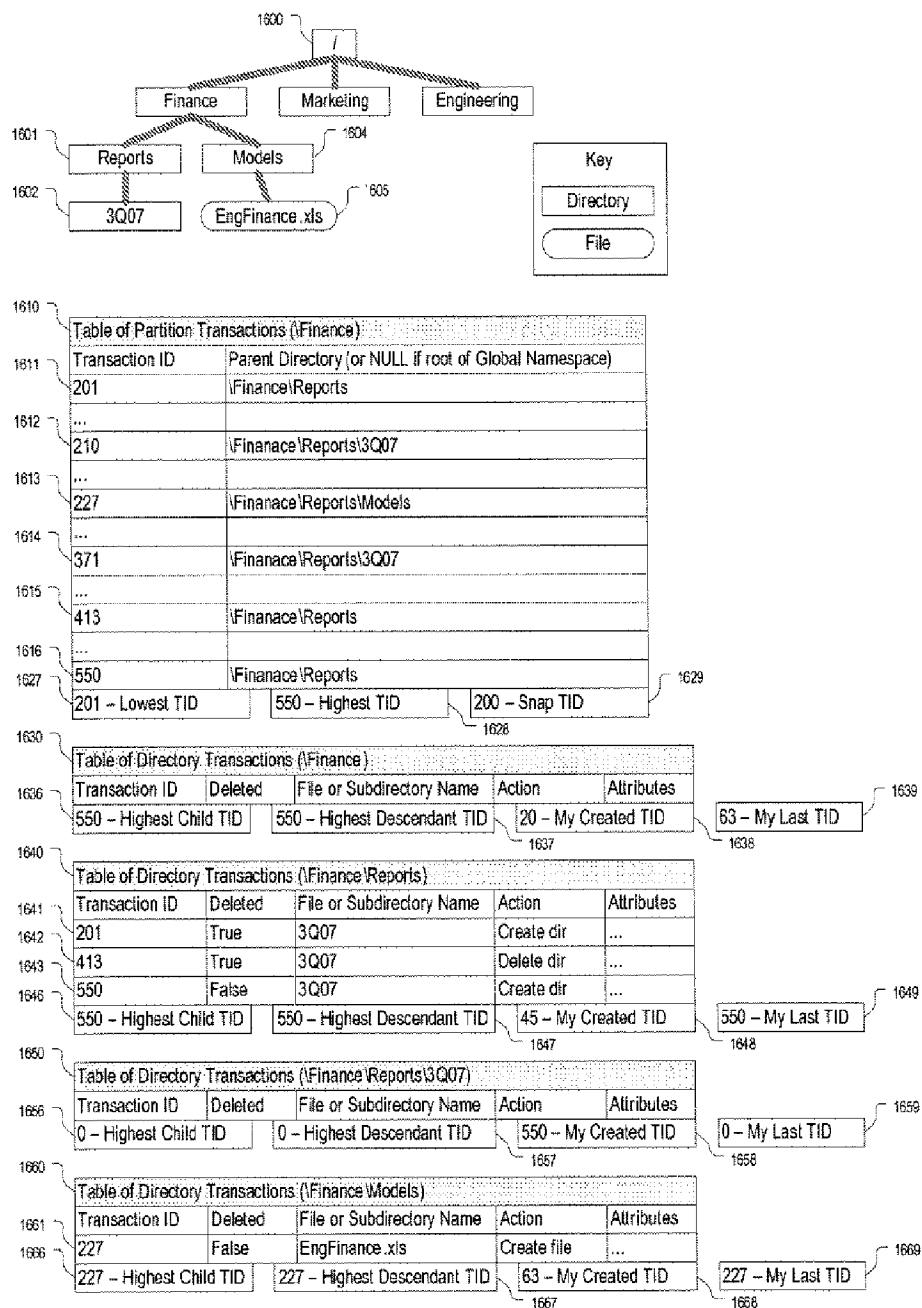 1600
/
Finance Marketing Engineering
1601 1604
Reports Models
Key
1602 1605
Directory
3Q07 EngFinance.xls
File
1610
Table of Partition Transactions (\Finance)
Transaction ID Parent Directory (or NULL if root of Global Namespace)
1611
201 \Finance\Reports
...
1612
210 \Finanace\Reports\3Q07
...
1613
227 \Finanace\Reports\Models
...
1614
371 \Finanace\Reports\3Q07
...
1615
413 \Finanace\Reports
...
1616
550 \Finanace\Reports
1627 1629
201 – Lowest TID 550 – Highest TID 200 – Snap TID
1628
1630
Table of Directory Transactions (\Finance)
Transaction ID Deleted File or Subdirectory Name Action Attributes
1636 1639
550 – Highest Child TID 550 – Highest Descendant TID 20 – My Created TID 63 – My Last TID
1637 1638
1640
Table of Directory Transactions (\Finance\Reports)
Transaction ID Deleted File or Subdirectory Name Action Attributes
1641
201 True 3Q07 Create dir ...
1642
413 True 3Q07 Delete dir ...
1643
550 False 3Q07 Create dir ...
1646 1649
550 – Highest Child TID 550 – Highest Descendant TID 45 – My Created TID 550 – My Last TID
1647 1648
1650
Table of Directory Transactions (\Finance\Reports\3Q07)
Transaction ID Deleted File or Subdirectory Name Action Attributes
1656 1659
0 – Highest Child TID 0 – Highest Descendant TID 550 – My Created TID 0 – My Last TID
1657 1658
1660
Table of Directory Transactions (\Finance\Models)
Transaction ID Deleted File or Subdirectory Name Action Attributes
1661
227 False EngFinance.xls Create file ...
1666 1669
227 – Highest Child TID 227 – Highest Descendant TID 63 – My Created TID 227 – My Last TID
1667 1668